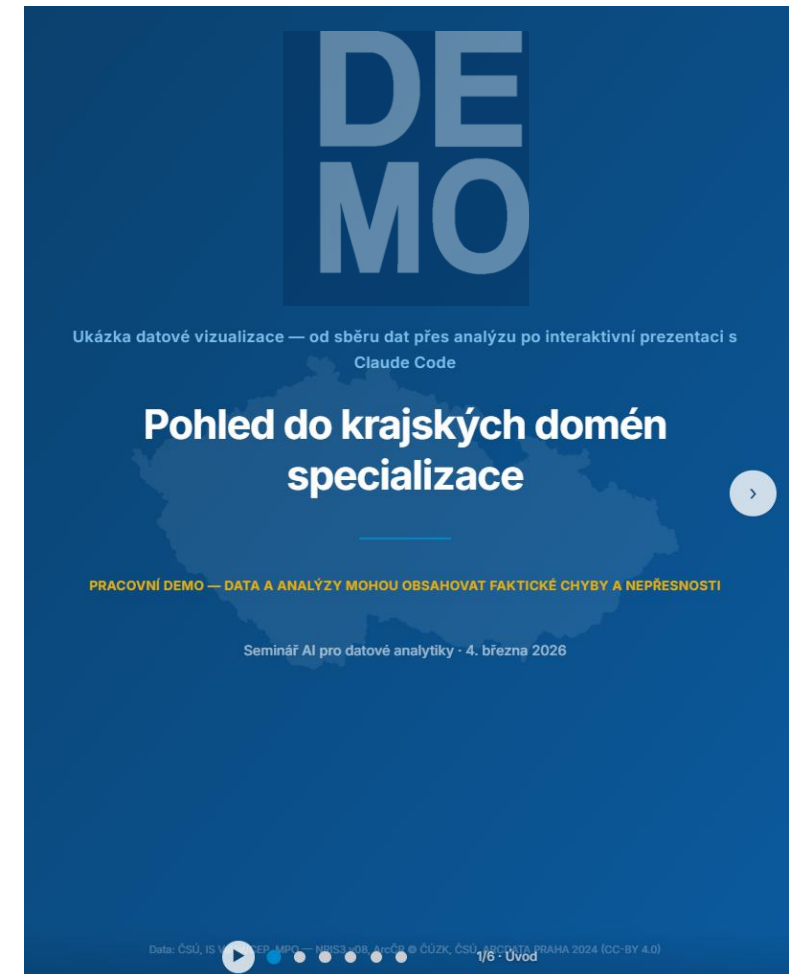 DE
MO
Ukázka datové vizualizace — od sběru dat přes analýzu po interaktivní prezentaci s
Claude Code
Pohled do krajských domén
specializace
PRACOVNÍ DEMO — DATA A ANALÝZY MOHOU OBSAHOVAT FAKTICKÉ CHYBY A NEPŘESNOSTI
Seminář AI pro datové analytiky · 4. března 2026
Data: ČSÚ, IS MPO — NRIS3 v08, ArcČR © ČÚZK, ČSÚ, ARCDATA PRAHA 2024 (CC-BY 4.0)
1/6 · Úvod